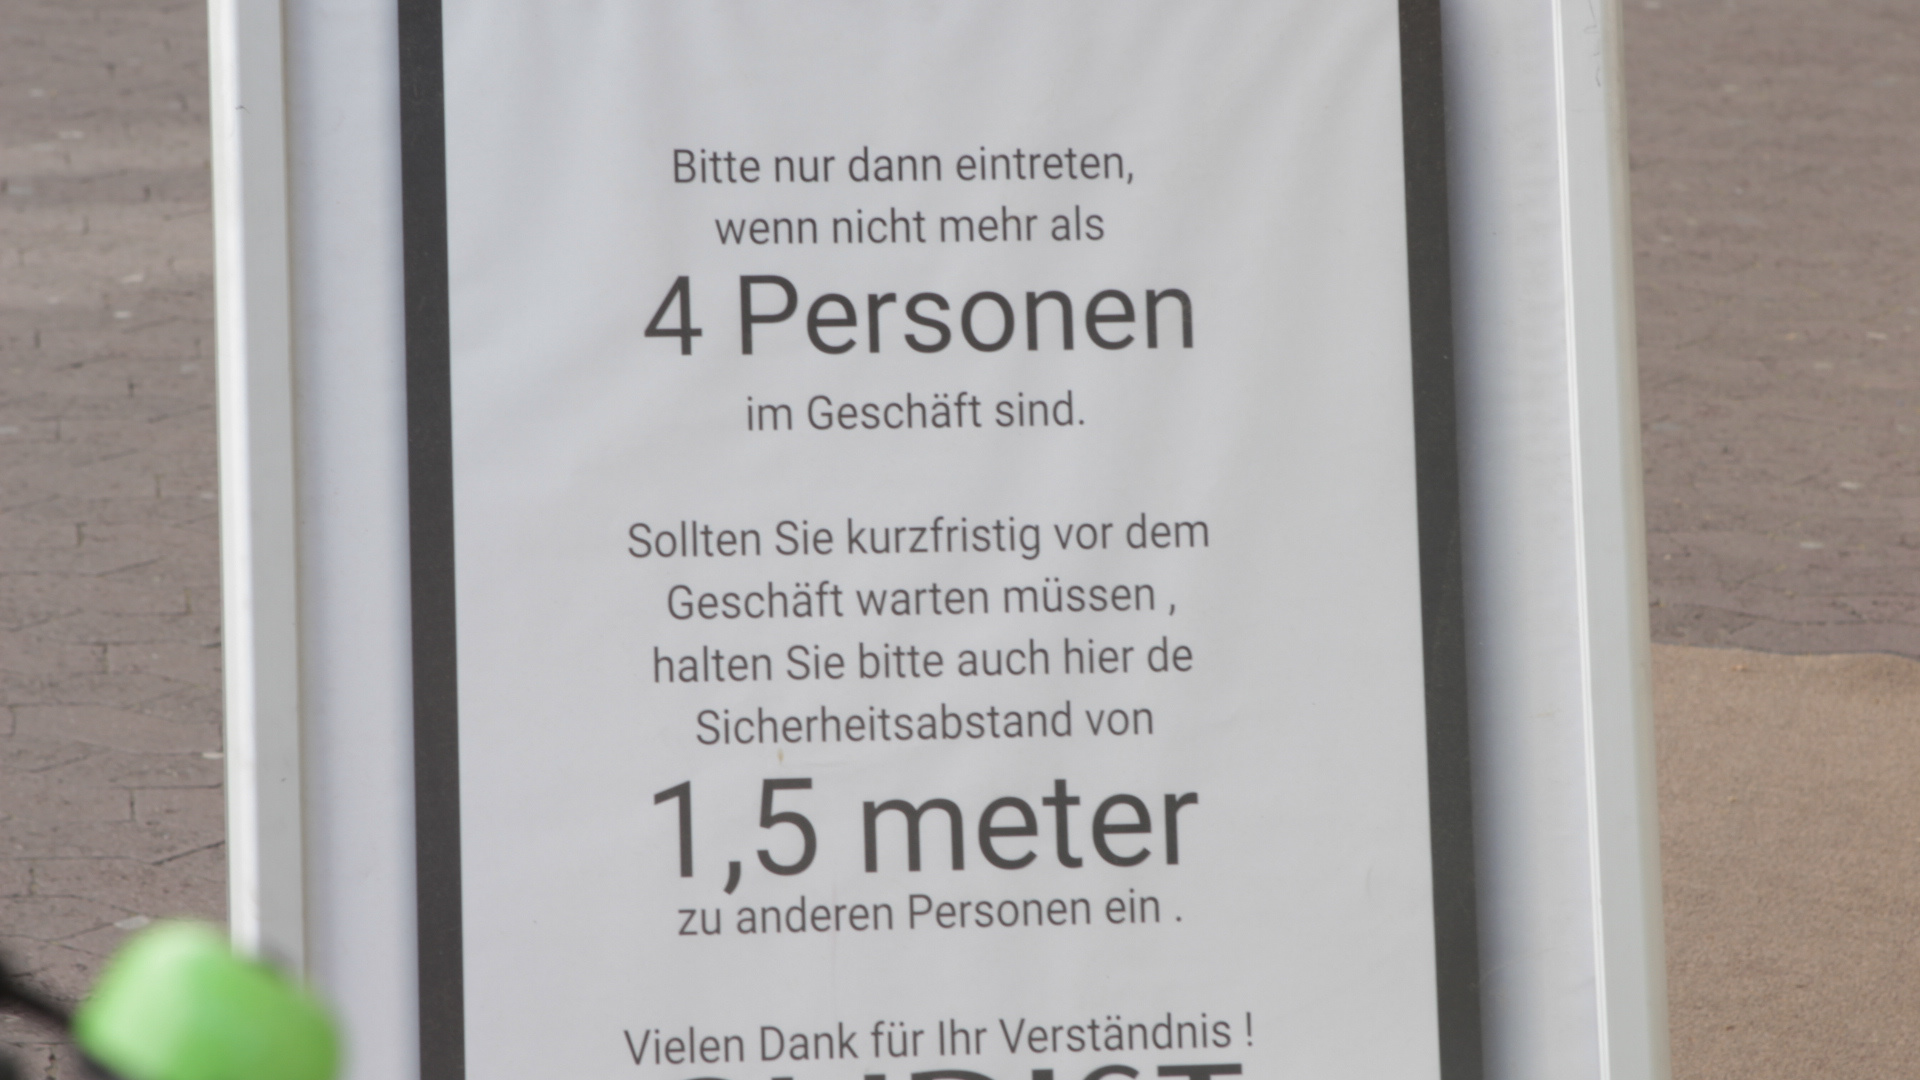 Bitte nur dann eintreten,
wenn nicht mehr als
4 Personen
im Geschäft sind.
Sollten Sie kurzfristig vor dem
Geschäft warten müssen ,
halten Sie bitte auch hier de
Sicherheitsabstand von
1,5 meter
zu anderen Personen ein .
Vielen Dank für Ihr Verständnis !